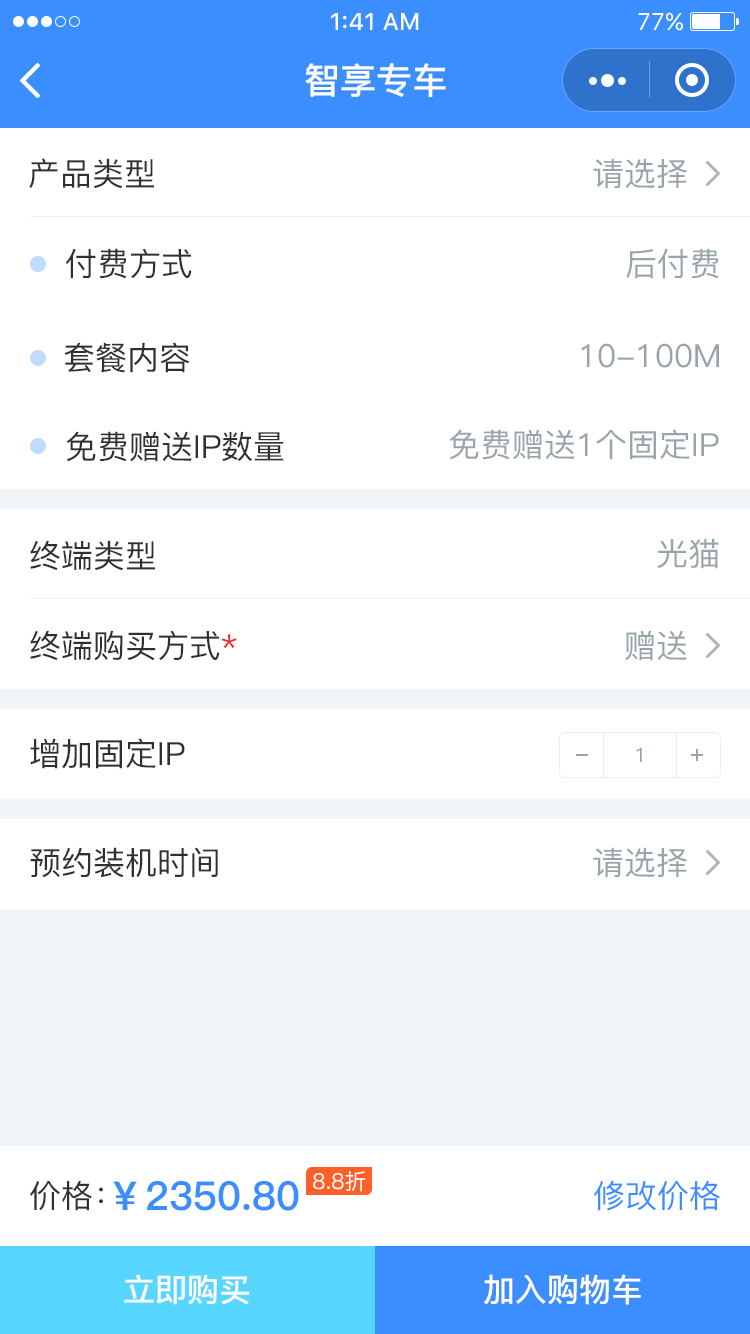 1:41 AM 77%
智享专车
产品类型 请选择
付费方式 后付费
套餐内容 10-100M
免费赠送IP数量 免费赠送1个固定IP
终端类型 光猫
终端购买方式* 赠送
增加固定IP − 1 +
预约装机时间 请选择
价格: ¥ 2350.80 8.8折 修改价格
立即购买 加入购物车